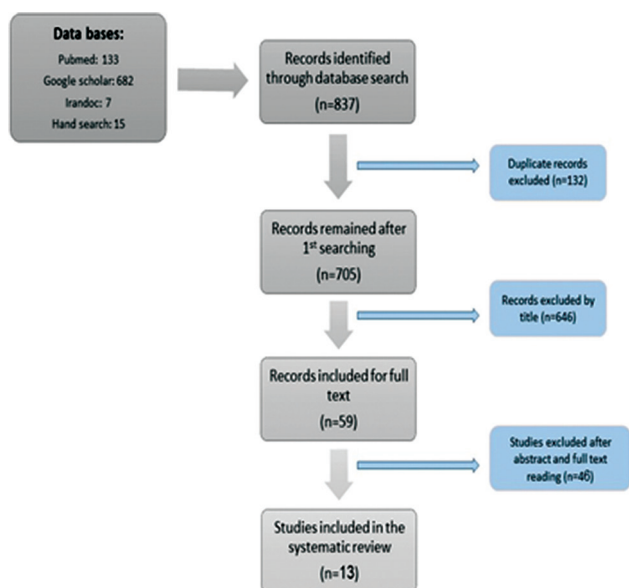 Data bases:
Pubmed: 133
Google scholar: 682
Irandoc: 7
Hand search: 15
Records identified
through database search
(n=837)
Duplicate records
excluded (n=132)
Records remained after
1st searching
(n=705)
Records excluded by
title (n=646)
Records included for full
text
(n=59)
Studies excluded after
abstract and full text
reading (n=46)
Studies included in the
systematic review
(n=13)